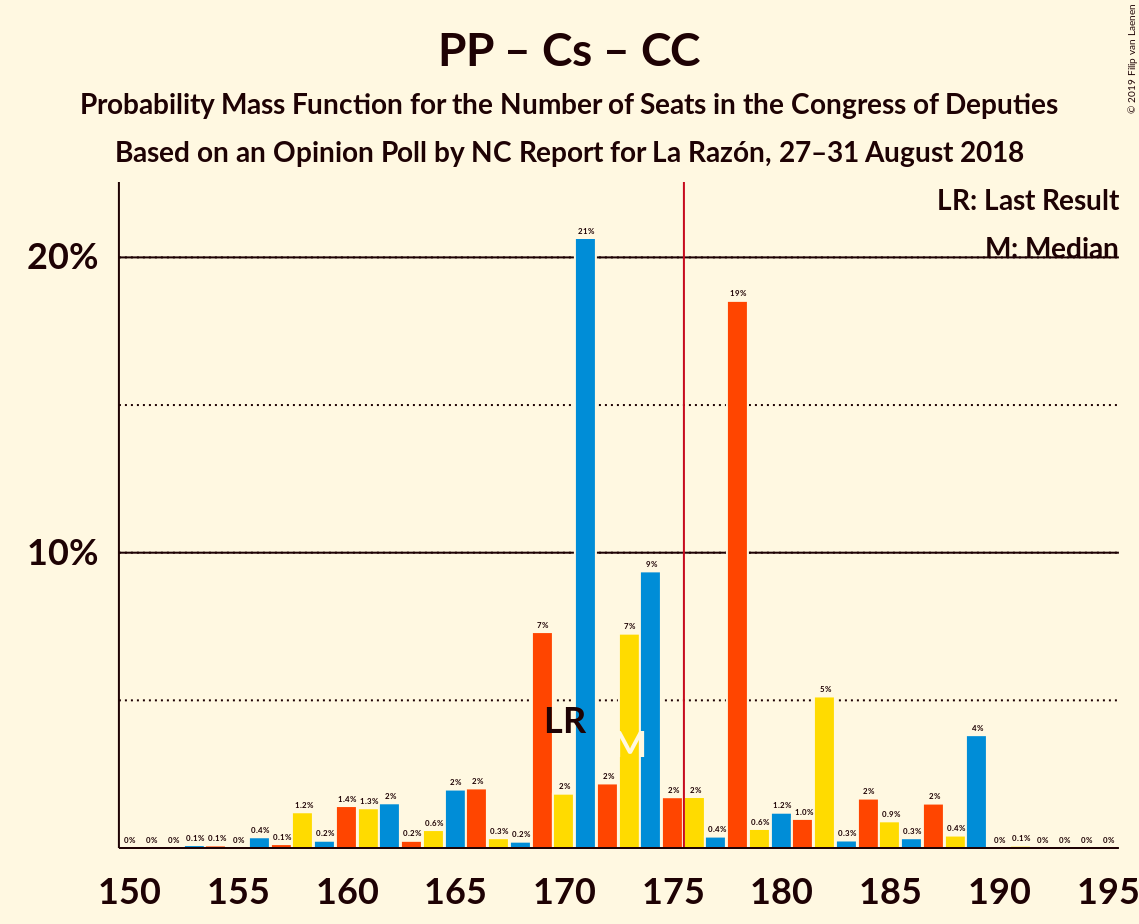 PP – Cs – CC
Probability Mass Function for the Number of Seats in the Congress of Deputies
Based on an Opinion Poll by NC Report for La Razón, 27–31 August 2018
© 2019 Filip van Laenen
LR: Last Result
M: Median
20%
10%
0% 0% 0% 0.1% 0.1% 0% 0.4% 0.1% 1.2% 0.2% 1.4% 1.3% 2% 0.2% 0.6% 2% 2% 0.3% 0.2% 7% 2% 21% 2% 7% 9% 2% 2% 0.4% 19% 0.6% 1.2% 1.0% 5% 0.3% 2% 0.9% 0.3% 2% 0.4% 4% 0% 0.1% 0% 0% 0% 0%
LR
M
150 155 160 165 170 175 180 185 190 195